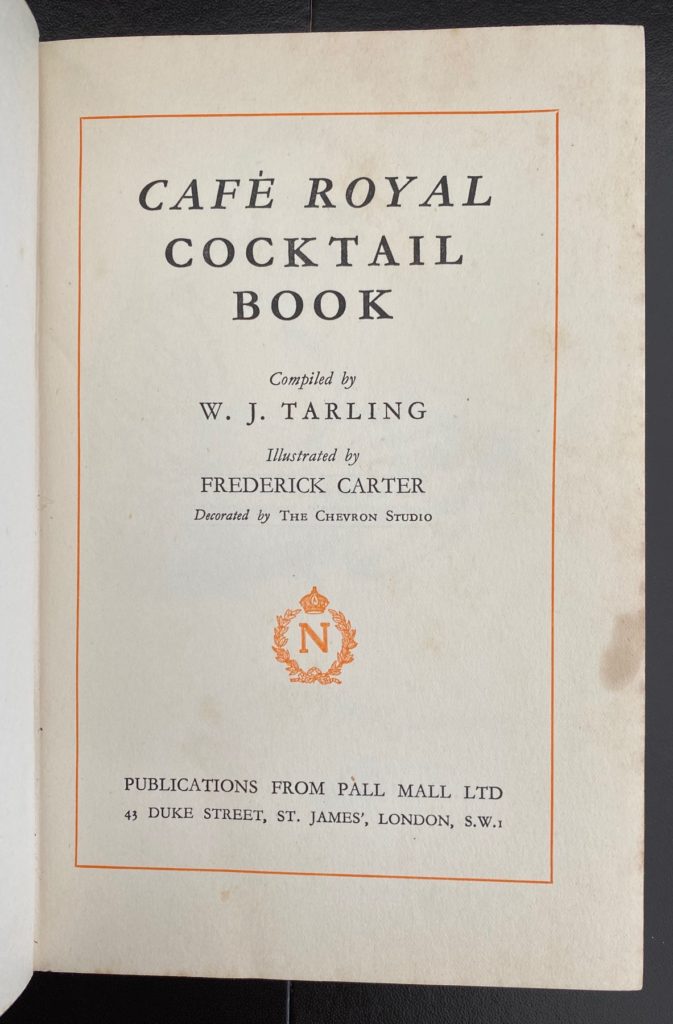 CAFÉ ROYAL
COCKTAIL
BOOK
Compiled by
W. J. TARLING
Illustrated by
FREDERICK CARTER
Decorated by THE CHEVRON STUDIO
N
PUBLICATIONS FROM PALL MALL LTD
43 DUKE STREET, ST. JAMES', LONDON, S.W.1